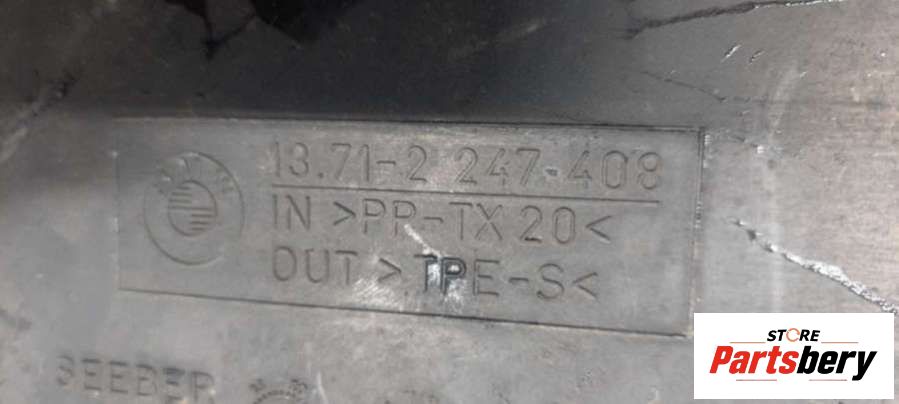 13.71-2 247.408
IN >PP-TX 20<
OUT >TPE-S<
SEEBER
STORE
Partsbery